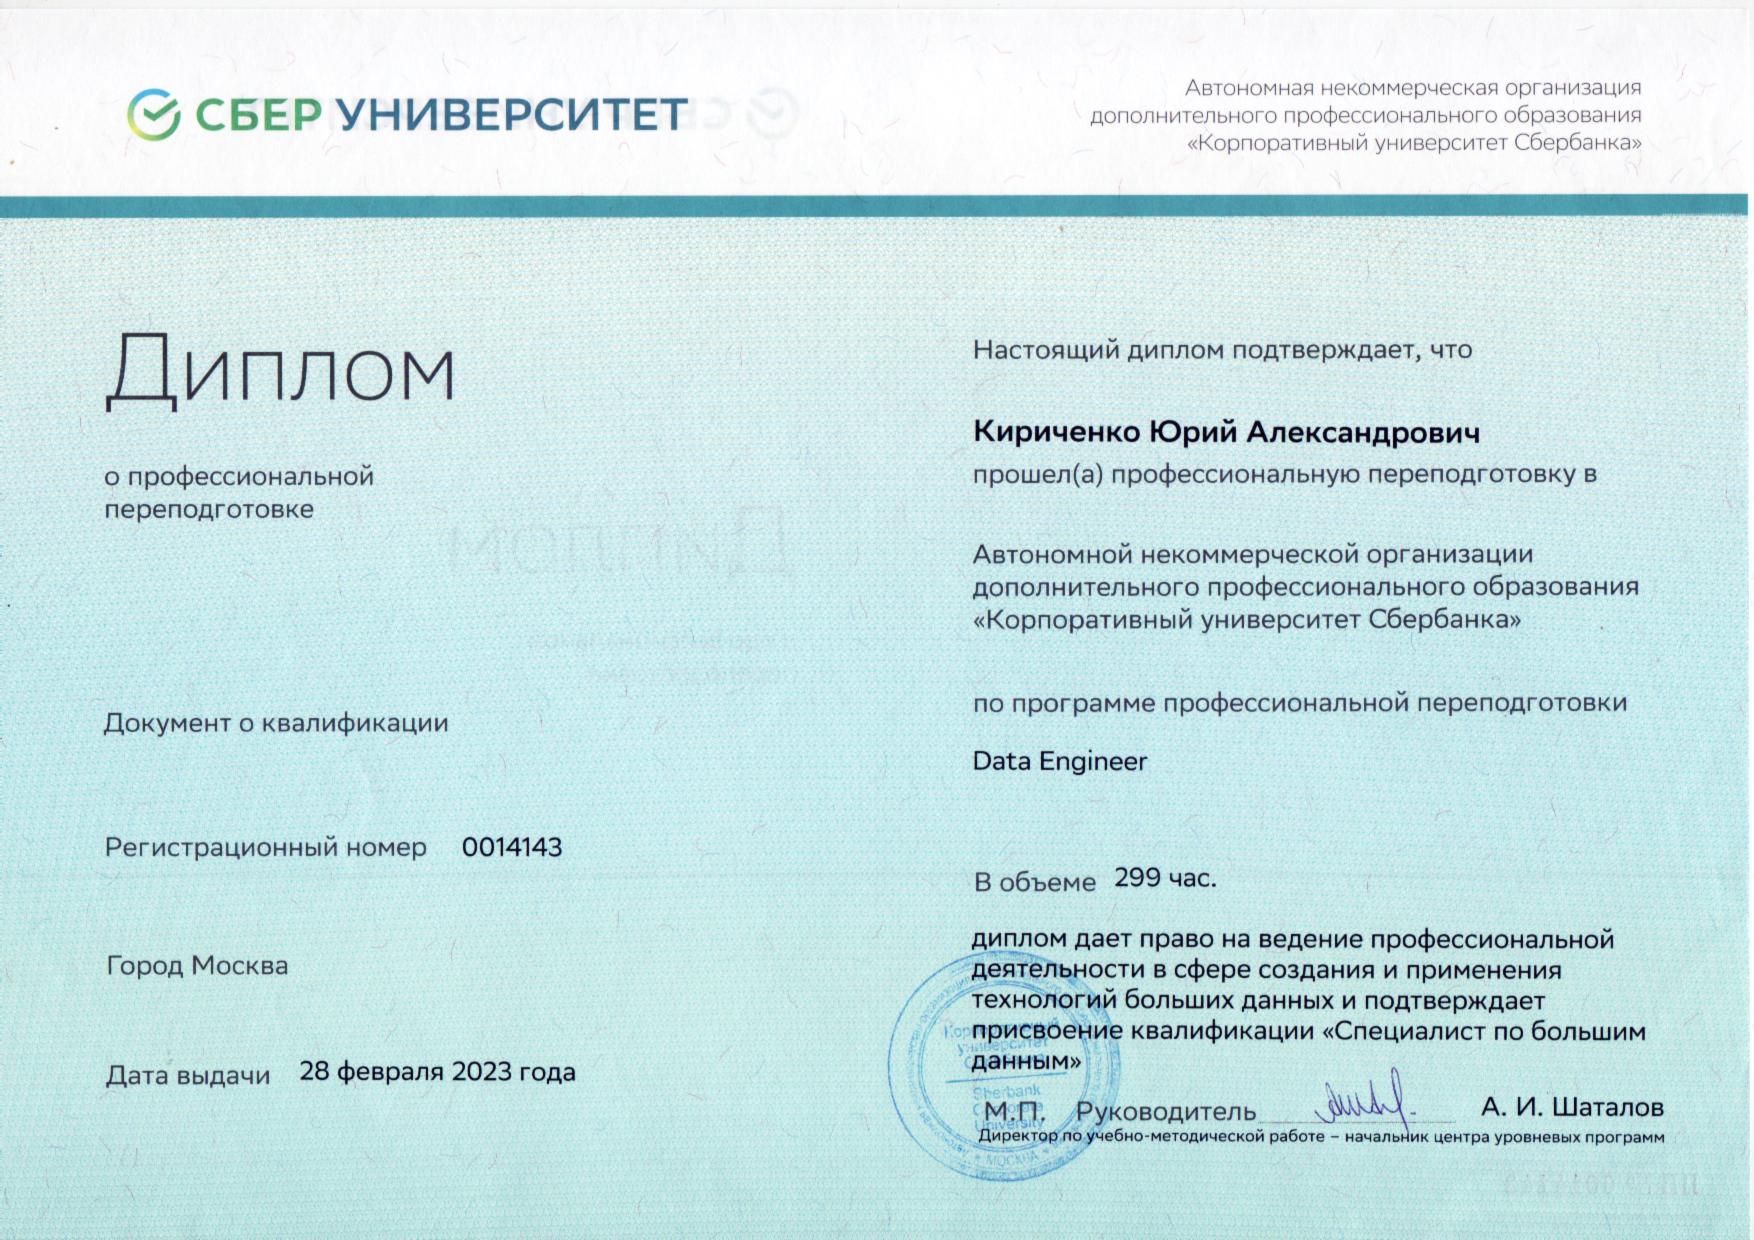 СБЕР УНИВЕРСИТЕТ
Автономная некоммерческая организация
дополнительного профессионального образования
«Корпоративный университет Сбербанка»
Диплом
о профессиональной
переподготовке
Документ о квалификации
Регистрационный номер 0014143
Город Москва
Дата выдачи 28 февраля 2023 года
Настоящий диплом подтверждает, что
Кириченко Юрий Александрович
прошел(а) профессиональную переподготовку в
Автономной некоммерческой организации
дополнительного профессионального образования
«Корпоративный университет Сбербанка»
по программе профессиональной переподготовки
Data Engineer
В объеме 299 час.
диплом дает право на ведение профессиональной
деятельности в сфере создания и применения
технологий больших данных и подтверждает
присвоение квалификации «Специалист по большим
данным»
М.П. Руководитель А. И. Шаталов
Директор по учебно-методической работе – начальник центра уровневых программ
Корпоративный
университет
Sberbank
Corporate
University
МОСКВА